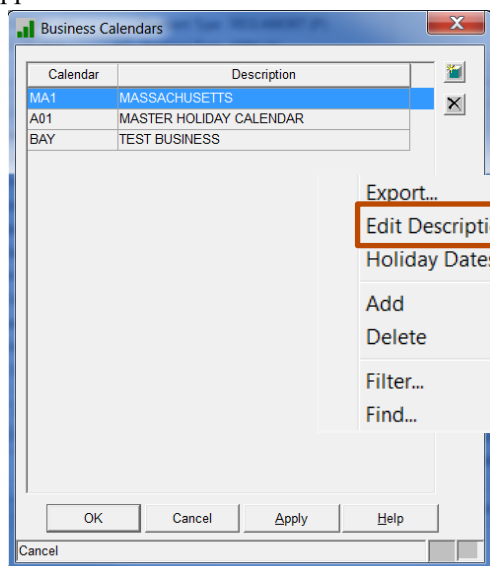 Business Calendars
Calendar Description
MA1 MASSACHUSETTS
A01 MASTER HOLIDAY CALENDAR
BAY TEST BUSINESS
Export...
Edit Descripti
Holiday Dates
Add
Delete
Filter...
Find...
OK Cancel Apply Help
Cancel